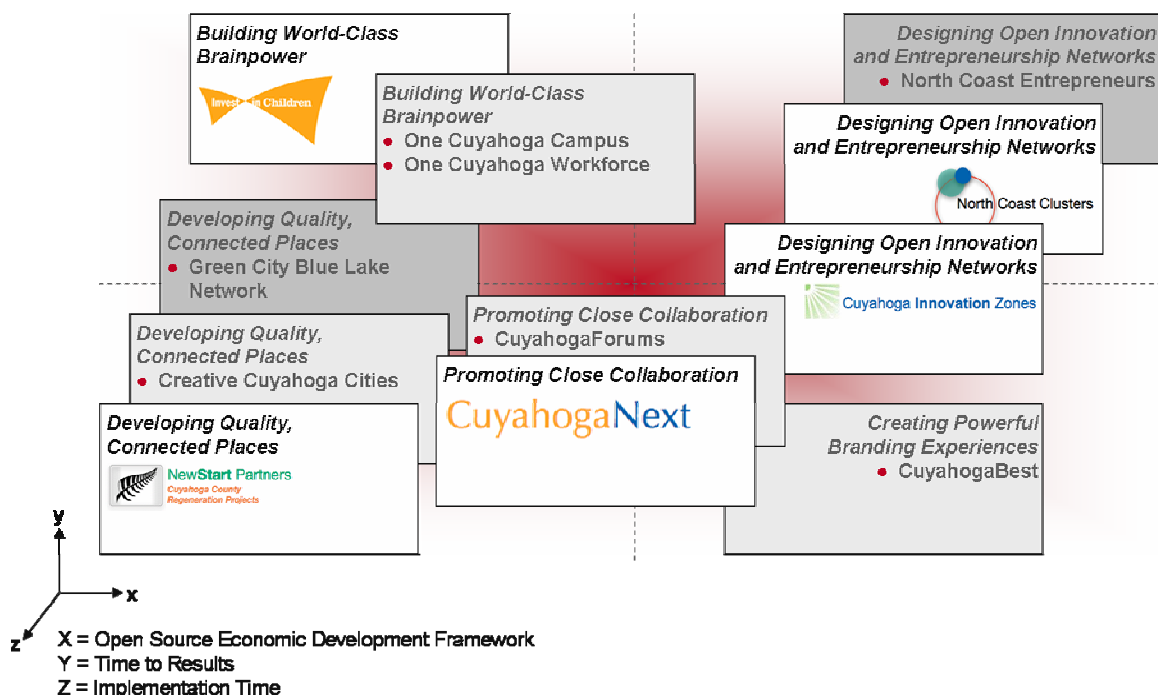 Building World-Class
Brainpower
Invest in Children
Building World-Class
Brainpower
• One Cuyahoga Campus
• One Cuyahoga Workforce
Designing Open Innovation
and Entrepreneurship Networks
• North Coast Entrepreneurs
Designing Open Innovation
and Entrepreneurship Networks
North Coast Clusters
Developing Quality,
Connected Places
• Green City Blue Lake
Network
Designing Open Innovation
and Entrepreneurship Networks
Cuyahoga Innovation Zones
Developing Quality,
Connected Places
• Creative Cuyahoga Cities
Promoting Close Collaboration
• CuyahogaForums
Promoting Close Collaboration
CuyahogaNext
Developing Quality,
Connected Places
NewStart Partners
Cuyahoga County
Regeneration Projects
Creating Powerful
Branding Experiences
• CuyahogaBest
y
x
z
X = Open Source Economic Development Framework
Y = Time to Results
Z = Implementation Time